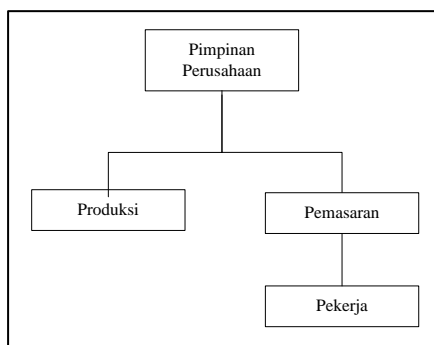 Pimpinan
Perusahaan
Produksi
Pemasaran
Pekerja